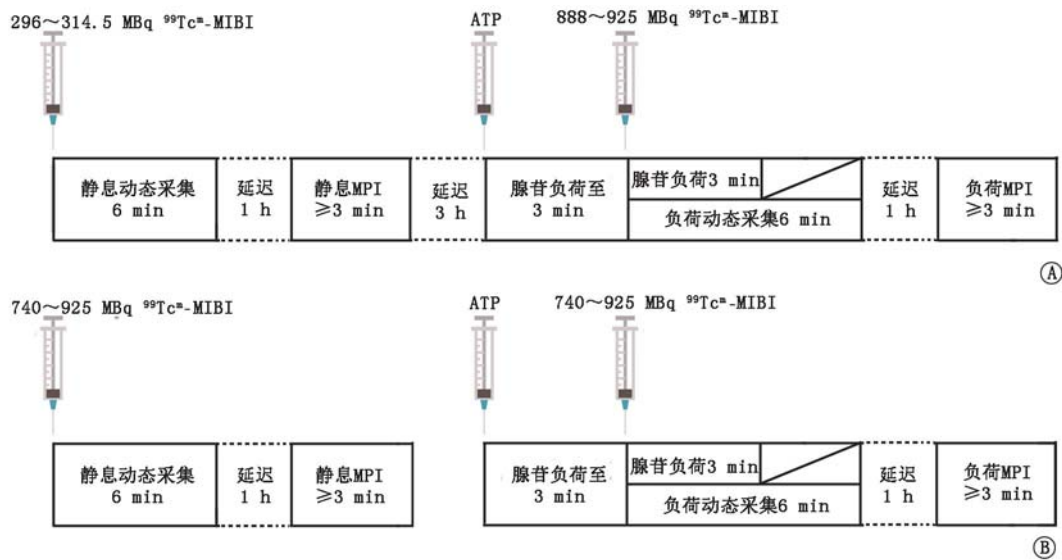 296～314.5 MBq ⁹⁹Tcᵐ-MIBI
ATP
888～925 MBq ⁹⁹Tcᵐ-MIBI
静息动态采集
6 min
延迟
1 h
静息MPI
≥3 min
延迟
3 h
腺苷负荷至
3 min
腺苷负荷3 min
负荷动态采集6 min
延迟
1 h
负荷MPI
≥3 min
Ⓐ
740～925 MBq ⁹⁹Tcᵐ-MIBI
ATP
740～925 MBq ⁹⁹Tcᵐ-MIBI
静息动态采集
6 min
延迟
1 h
静息MPI
≥3 min
腺苷负荷至
3 min
腺苷负荷3 min
负荷动态采集6 min
延迟
1 h
负荷MPI
≥3 min
Ⓑ